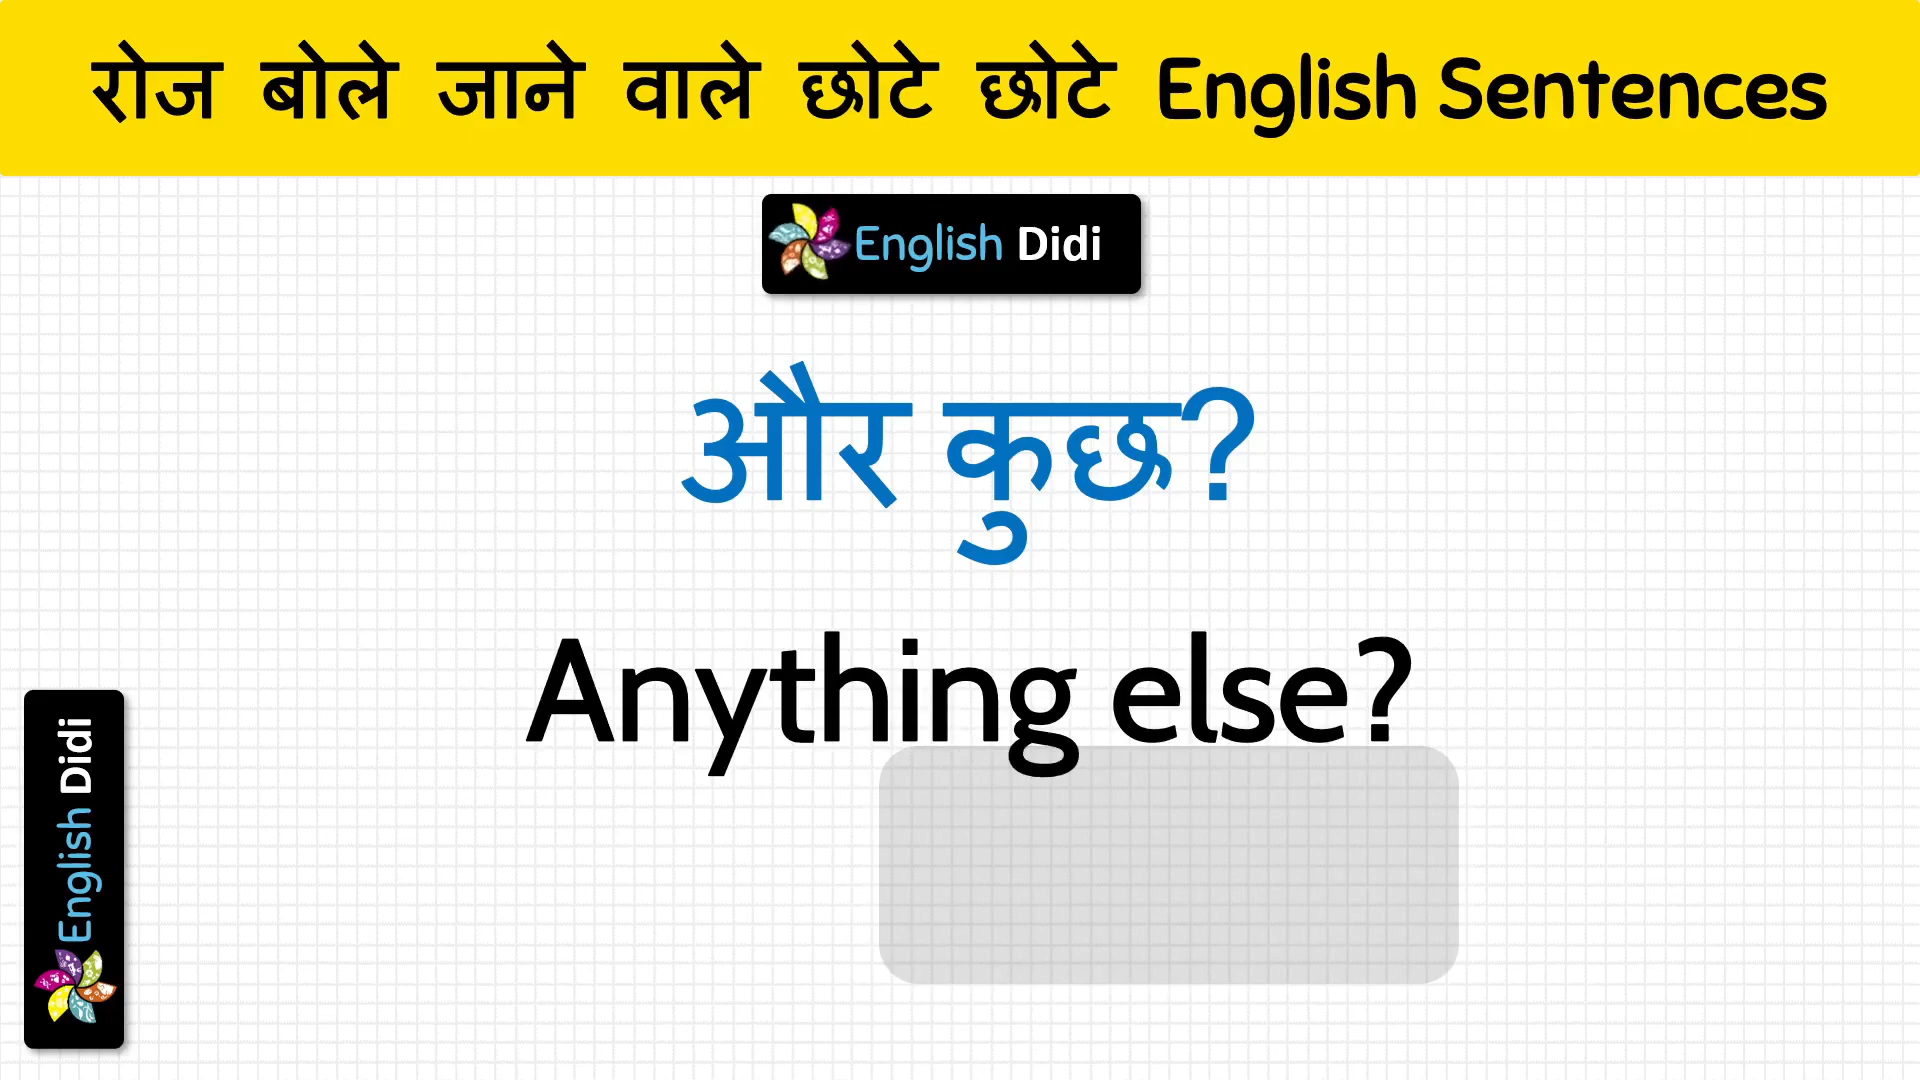 रोज बोले जाने वाले छोटे छोटे English Sentences
English Didi
और कुछ?
Anything else?
English Didi